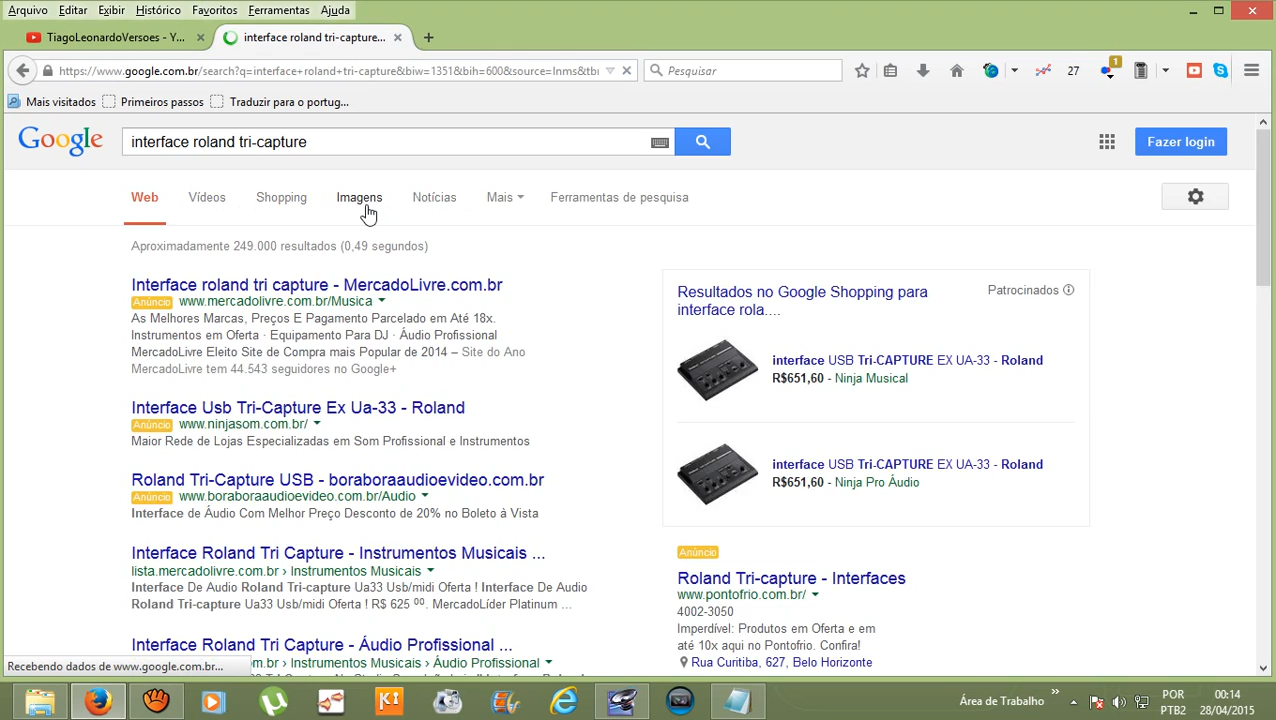 Arquivo Editar Exibir Histórico Favoritos Ferramentas Ajuda
TiagoLeonardoVersoes - Y...
interface roland tri-capture...
https://www.google.com.br/search?q=interface+roland+tri-capture&biw=1351&bih=600&source=lnms&tbr
Pesquisar
27
1
Mais visitados
Primeiros passos
Traduzir para o portug...
Google
interface roland tri-capture
Fazer login
Web Vídeos Shopping Imagens Notícias Mais Ferramentas de pesquisa
Aproximadamente 249.000 resultados (0,49 segundos)
Interface roland tri capture - MercadoLivre.com.br
Anúncio www.mercadolivre.com.br/Musica
As Melhores Marcas, Preços E Pagamento Parcelado em Até 18x.
Instrumentos em Oferta · Equipamento Para DJ · Áudio Profissional
MercadoLivre Eleito Site de Compra mais Popular de 2014 – Site do Ano
MercadoLivre tem 44.543 seguidores no Google+
Interface Usb Tri-Capture Ex Ua-33 - Roland
Anúncio www.ninjasom.com.br/
Maior Rede de Lojas Especializadas em Som Profissional e Instrumentos
Roland Tri-Capture USB - boraboraaudioevideo.com.br
Anúncio www.boraboraaudioevideo.com.br/Audio
Interface de Áudio Com Melhor Preço Desconto de 20% no Boleto à Vista
Interface Roland Tri Capture - Instrumentos Musicais ...
lista.mercadolivre.com.br › Instrumentos Musicais
Interface De Audio Roland Tri-capture Ua33 Usb/midi Oferta ! Interface De Audio
Roland Tri-capture Ua33 Usb/midi Oferta ! R$ 625 00. MercadoLíder Platinum ...
Interface Roland Tri Capture - Áudio Profissional ...
om.br › Instrumentos Musicais › Áudio Profissional
Resultados no Google Shopping para
interface rola....
Patrocinados
interface USB Tri-CAPTURE EX UA-33 - Roland
R$651,60 - Ninja Musical
interface USB Tri-CAPTURE EX UA-33 - Roland
R$651,60 - Ninja Pro Áudio
Anúncio
Roland Tri-capture - Interfaces
www.pontofrio.com.br/
4002-3050
Imperdível: Produtos em Oferta e em
até 10x aqui no Pontofrio. Confira!
Rua Curitiba, 627, Belo Horizonte
Recebendo dados de www.google.com.br...
KI
Área de Trabalho
POR
PTB2
00:14
28/04/2015